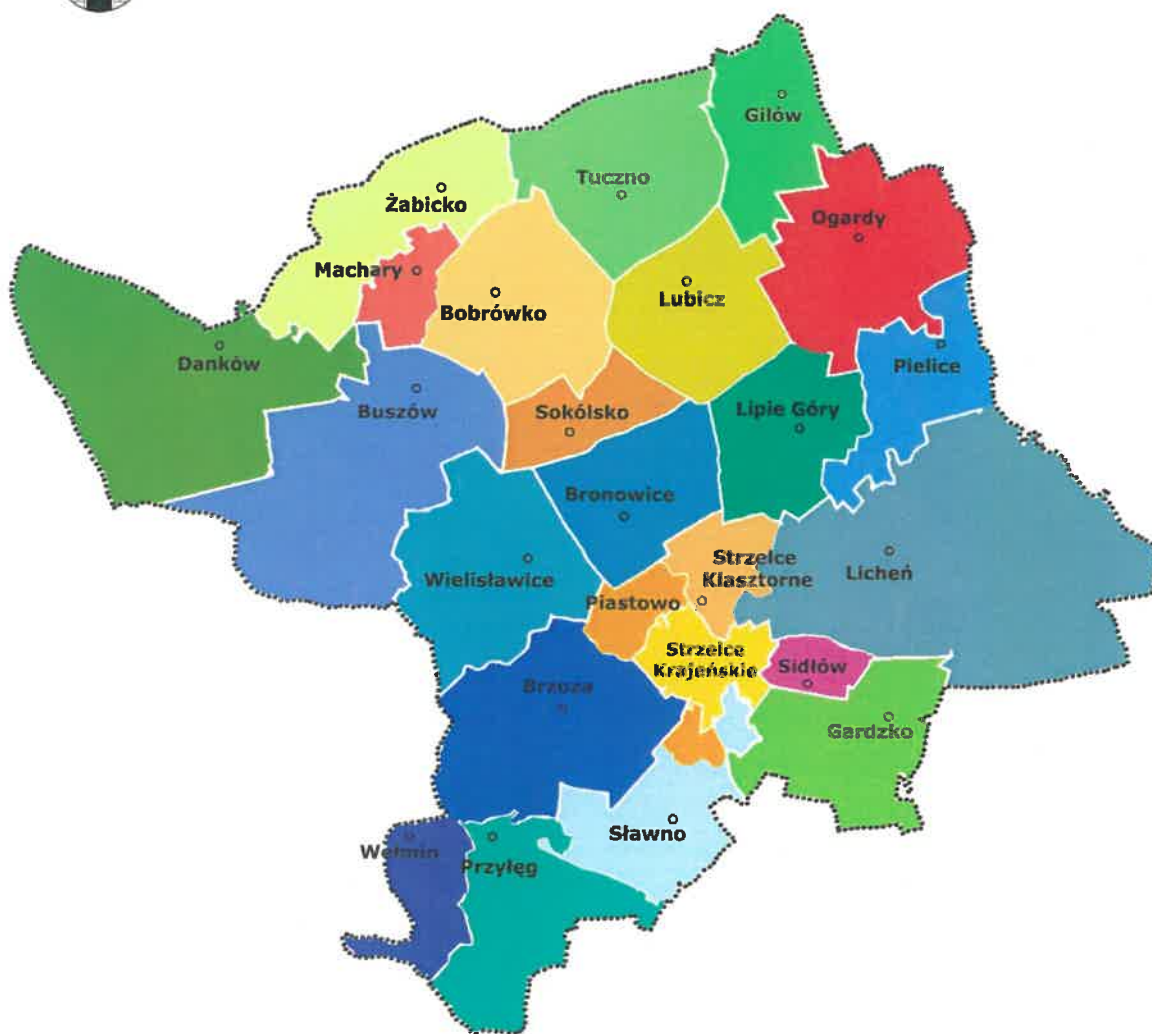 Gilów
Tuczno
Żabicko
Ogardy
Machary
Lubicz
Bobrówko
Danków
Pielice
Buszów
Sokólsko
Lipie Góry
Bronowice
Strzelce
Klasztorne
Licheń
Wielisławice
Piastowo
Strzelce
Krajeńskie
Sidłów
Brzoza
Gardzko
Sławno
Wełmin
Przyłęg